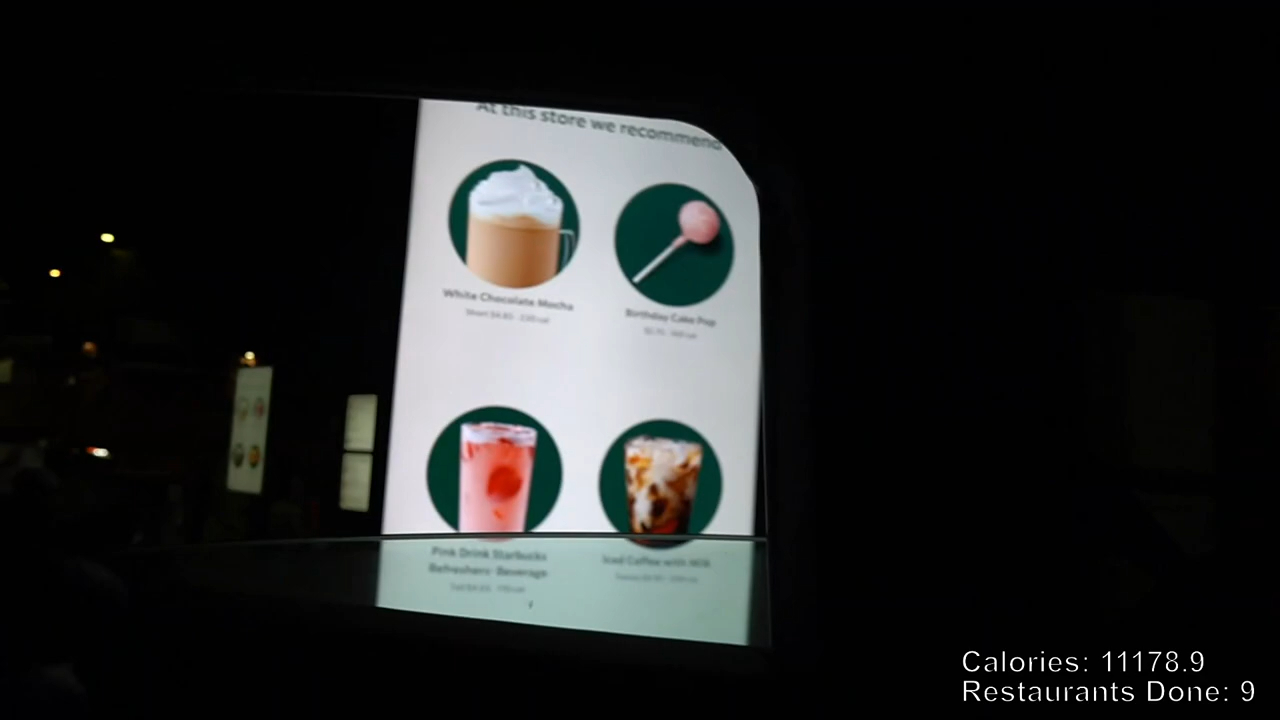 At this store we recommend
White Chocolate Mocha
Birthday Cake Pop
Pink Drink Starbucks
Refreshers Beverage
Iced Coffee with Milk
Calories: 11178.9
Restaurants Done: 9